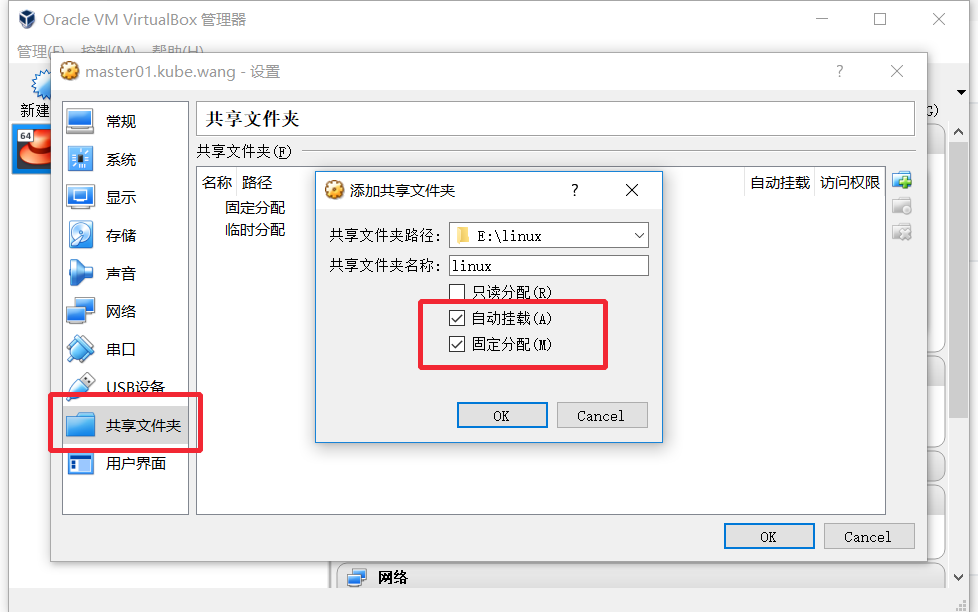 Oracle VM VirtualBox 管理器
管理(F) 控制(M) 帮助(H)
master01.kube.wang - 设置
?
新建
64
常规
系统
显示
存储
声音
网络
串口
USB设备
共享文件夹
用户界面
共享文件夹
共享文件夹(F)
名称 路径 自动挂载 访问权限
固定分配
临时分配
添加共享文件夹
?
共享文件夹路径: E:\linux
共享文件夹名称: linux
只读分配(R)
自动挂载(A)
固定分配(M)
OK Cancel
OK Cancel
G)
网络